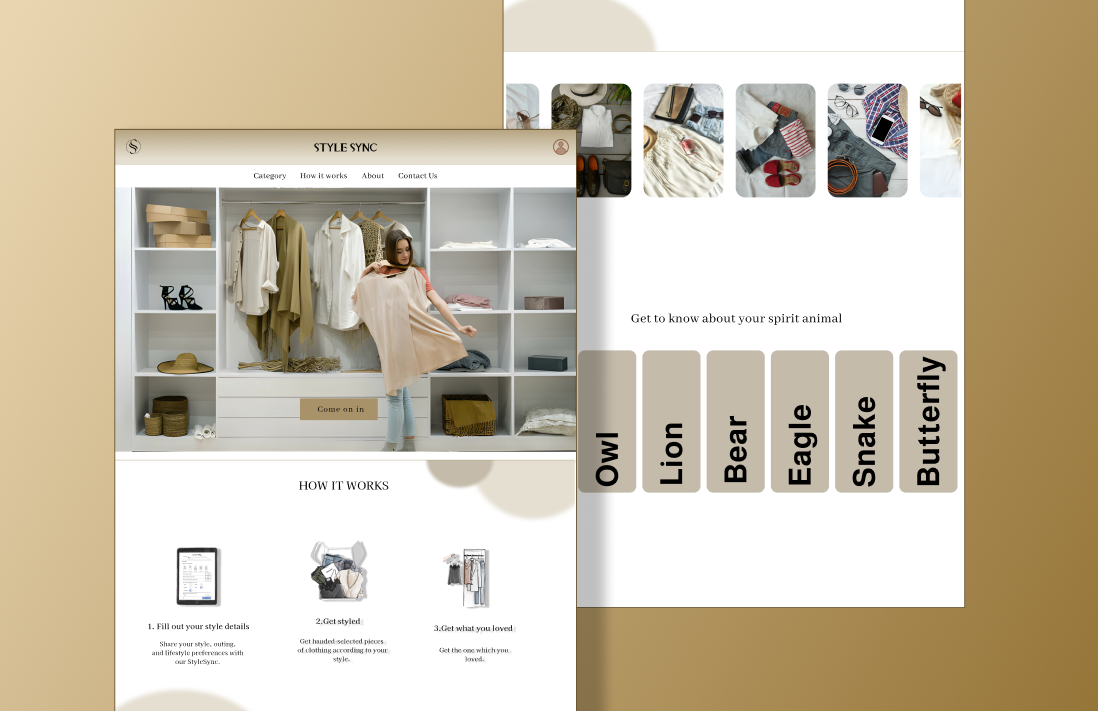 STYLE SYNC
Category How it works About Contact Us
Come on in
HOW IT WORKS
1. Fill out your style details
Share your style, outing,
and lifestyle preferences with
our StyleSync.
2.Get styled
Get handed-selected pieces
of clothing according to your
style.
3.Get what you loved
Get the one which you
loved.
Get to know about your spirit animal
Owl
Lion
Bear
Eagle
Snake
Butterfly